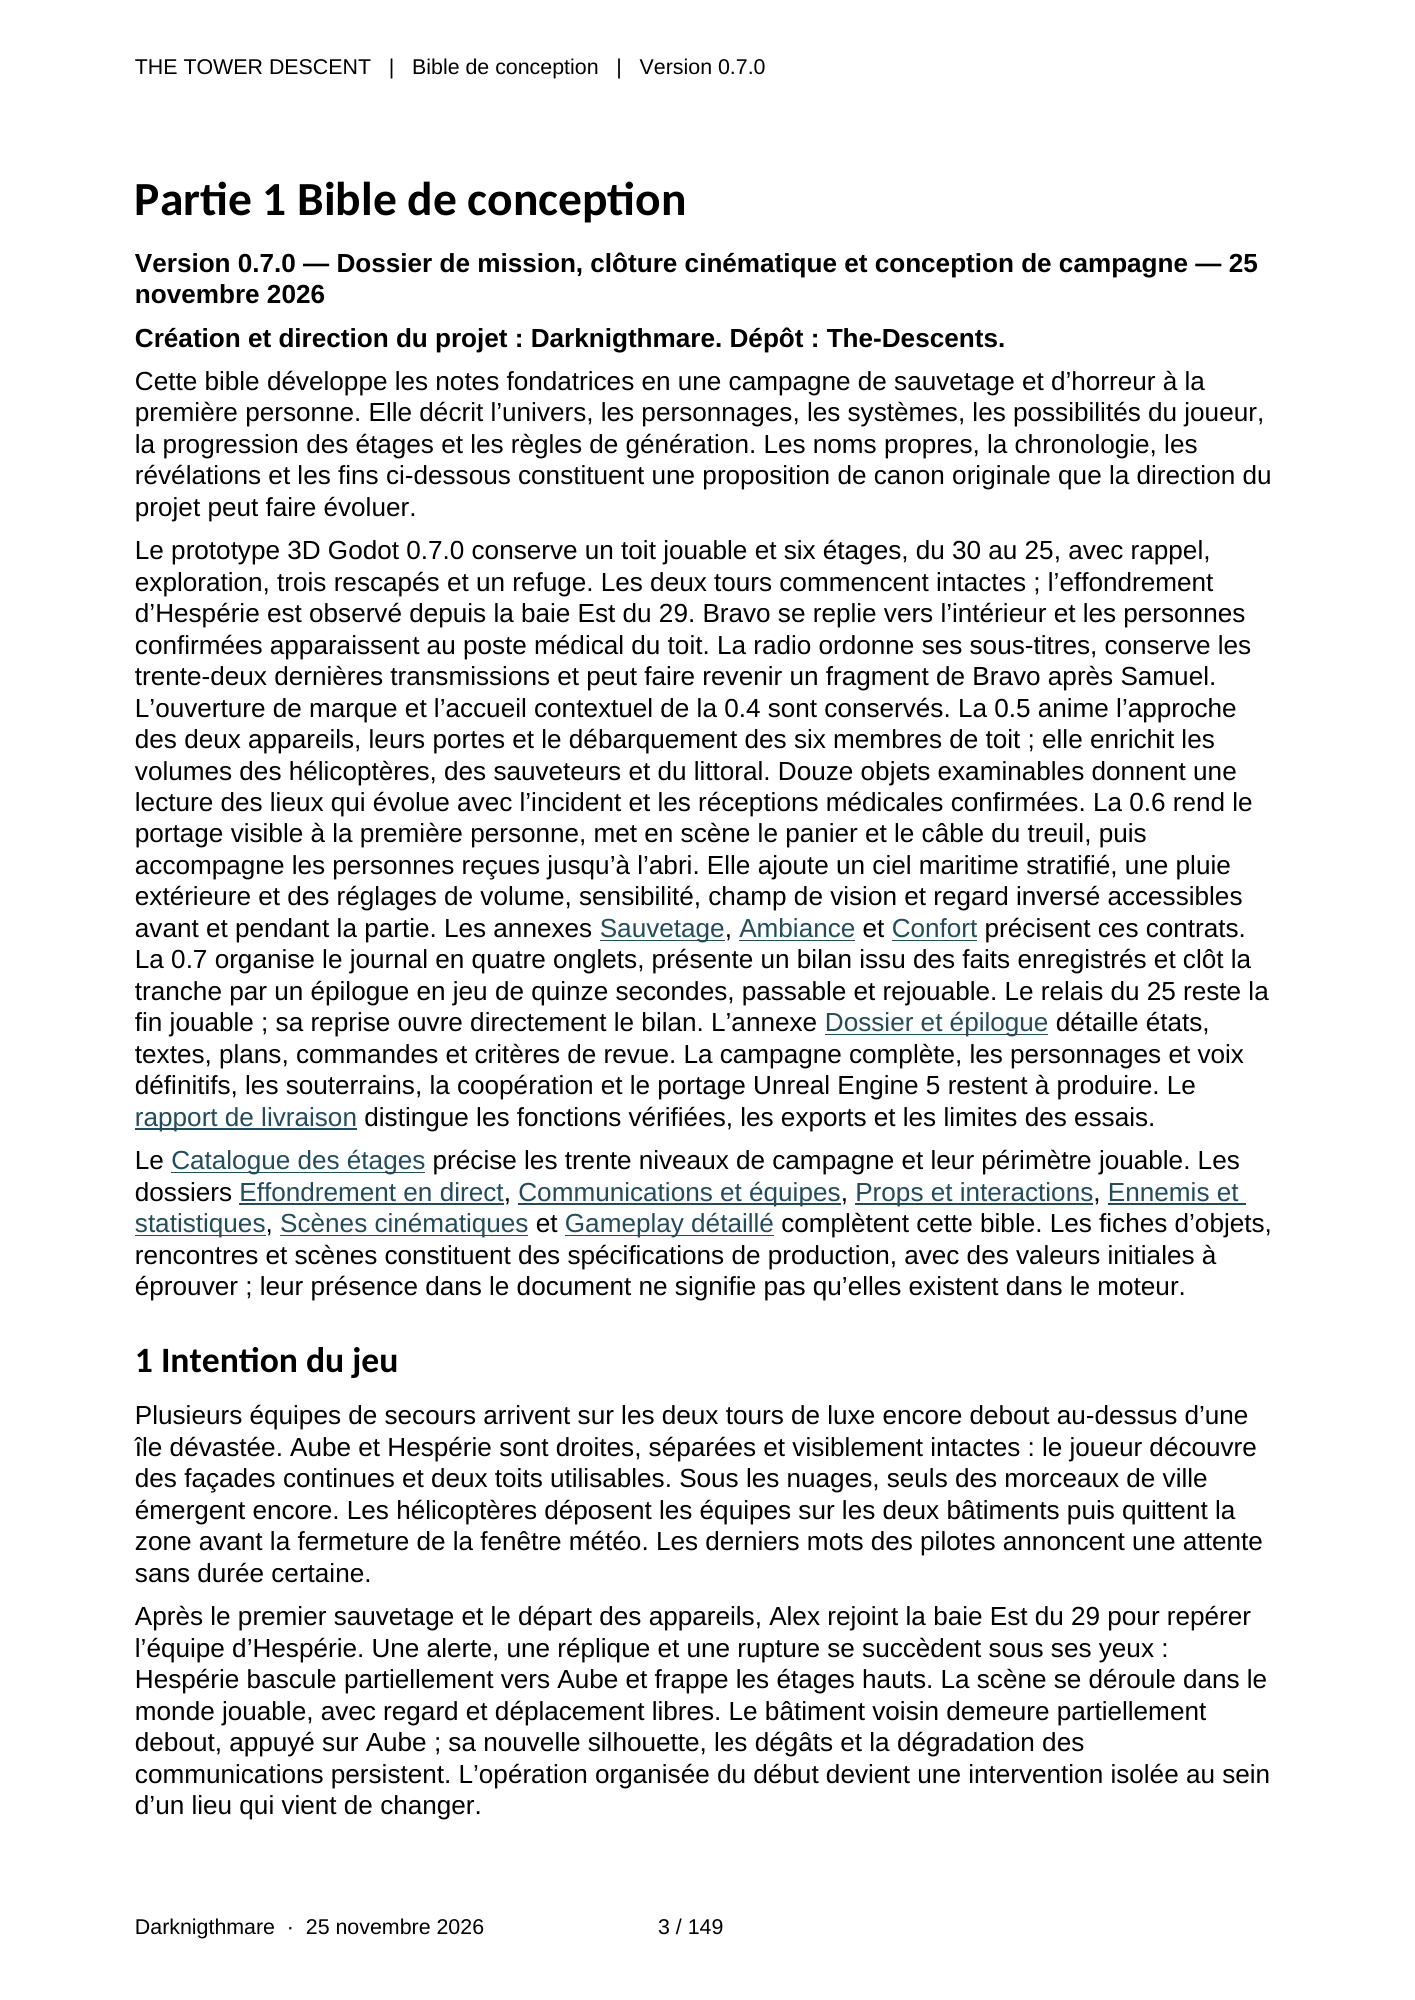 THE TOWER DESCENT | Bible de conception | Version 0.7.0
Partie 1 Bible de conception
Version 0.7.0 — Dossier de mission, clôture cinématique et conception de campagne — 25
novembre 2026
Création et direction du projet : Darknigthmare. Dépôt : The-Descents.
Cette bible développe les notes fondatrices en une campagne de sauvetage et d’horreur à la
première personne. Elle décrit l’univers, les personnages, les systèmes, les possibilités du joueur,
la progression des étages et les règles de génération. Les noms propres, la chronologie, les
révélations et les fins ci-dessous constituent une proposition de canon originale que la direction du
projet peut faire évoluer.
Le prototype 3D Godot 0.7.0 conserve un toit jouable et six étages, du 30 au 25, avec rappel,
exploration, trois rescapés et un refuge. Les deux tours commencent intactes ; l’effondrement
d’Hespérie est observé depuis la baie Est du 29. Bravo se replie vers l’intérieur et les personnes
confirmées apparaissent au poste médical du toit. La radio ordonne ses sous-titres, conserve les
trente-deux dernières transmissions et peut faire revenir un fragment de Bravo après Samuel.
L’ouverture de marque et l’accueil contextuel de la 0.4 sont conservés. La 0.5 anime l’approche
des deux appareils, leurs portes et le débarquement des six membres de toit ; elle enrichit les
volumes des hélicoptères, des sauveteurs et du littoral. Douze objets examinables donnent une
lecture des lieux qui évolue avec l’incident et les réceptions médicales confirmées. La 0.6 rend le
portage visible à la première personne, met en scène le panier et le câble du treuil, puis
accompagne les personnes reçues jusqu’à l’abri. Elle ajoute un ciel maritime stratifié, une pluie
extérieure et des réglages de volume, sensibilité, champ de vision et regard inversé accessibles
avant et pendant la partie. Les annexes Sauvetage, Ambiance et Confort précisent ces contrats.
La 0.7 organise le journal en quatre onglets, présente un bilan issu des faits enregistrés et clôt la
tranche par un épilogue en jeu de quinze secondes, passable et rejouable. Le relais du 25 reste la
fin jouable ; sa reprise ouvre directement le bilan. L’annexe Dossier et épilogue détaille états,
textes, plans, commandes et critères de revue. La campagne complète, les personnages et voix
définitifs, les souterrains, la coopération et le portage Unreal Engine 5 restent à produire. Le
rapport de livraison distingue les fonctions vérifiées, les exports et les limites des essais.
Le Catalogue des étages précise les trente niveaux de campagne et leur périmètre jouable. Les
dossiers Effondrement en direct, Communications et équipes, Props et interactions, Ennemis et
statistiques, Scènes cinématiques et Gameplay détaillé complètent cette bible. Les fiches d’objets,
rencontres et scènes constituent des spécifications de production, avec des valeurs initiales à
éprouver ; leur présence dans le document ne signifie pas qu’elles existent dans le moteur.
1 Intention du jeu
Plusieurs équipes de secours arrivent sur les deux tours de luxe encore debout au-dessus d’une
île dévastée. Aube et Hespérie sont droites, séparées et visiblement intactes : le joueur découvre
des façades continues et deux toits utilisables. Sous les nuages, seuls des morceaux de ville
émergent encore. Les hélicoptères déposent les équipes sur les deux bâtiments puis quittent la
zone avant la fermeture de la fenêtre météo. Les derniers mots des pilotes annoncent une attente
sans durée certaine.
Après le premier sauvetage et le départ des appareils, Alex rejoint la baie Est du 29 pour repérer
l’équipe d’Hespérie. Une alerte, une réplique et une rupture se succèdent sous ses yeux :
Hespérie bascule partiellement vers Aube et frappe les étages hauts. La scène se déroule dans le
monde jouable, avec regard et déplacement libres. Le bâtiment voisin demeure partiellement
debout, appuyé sur Aube ; sa nouvelle silhouette, les dégâts et la dégradation des
communications persistent. L’opération organisée du début devient une intervention isolée au sein
d’un lieu qui vient de changer.
Darknigthmare · 25 novembre 2026 3 / 149